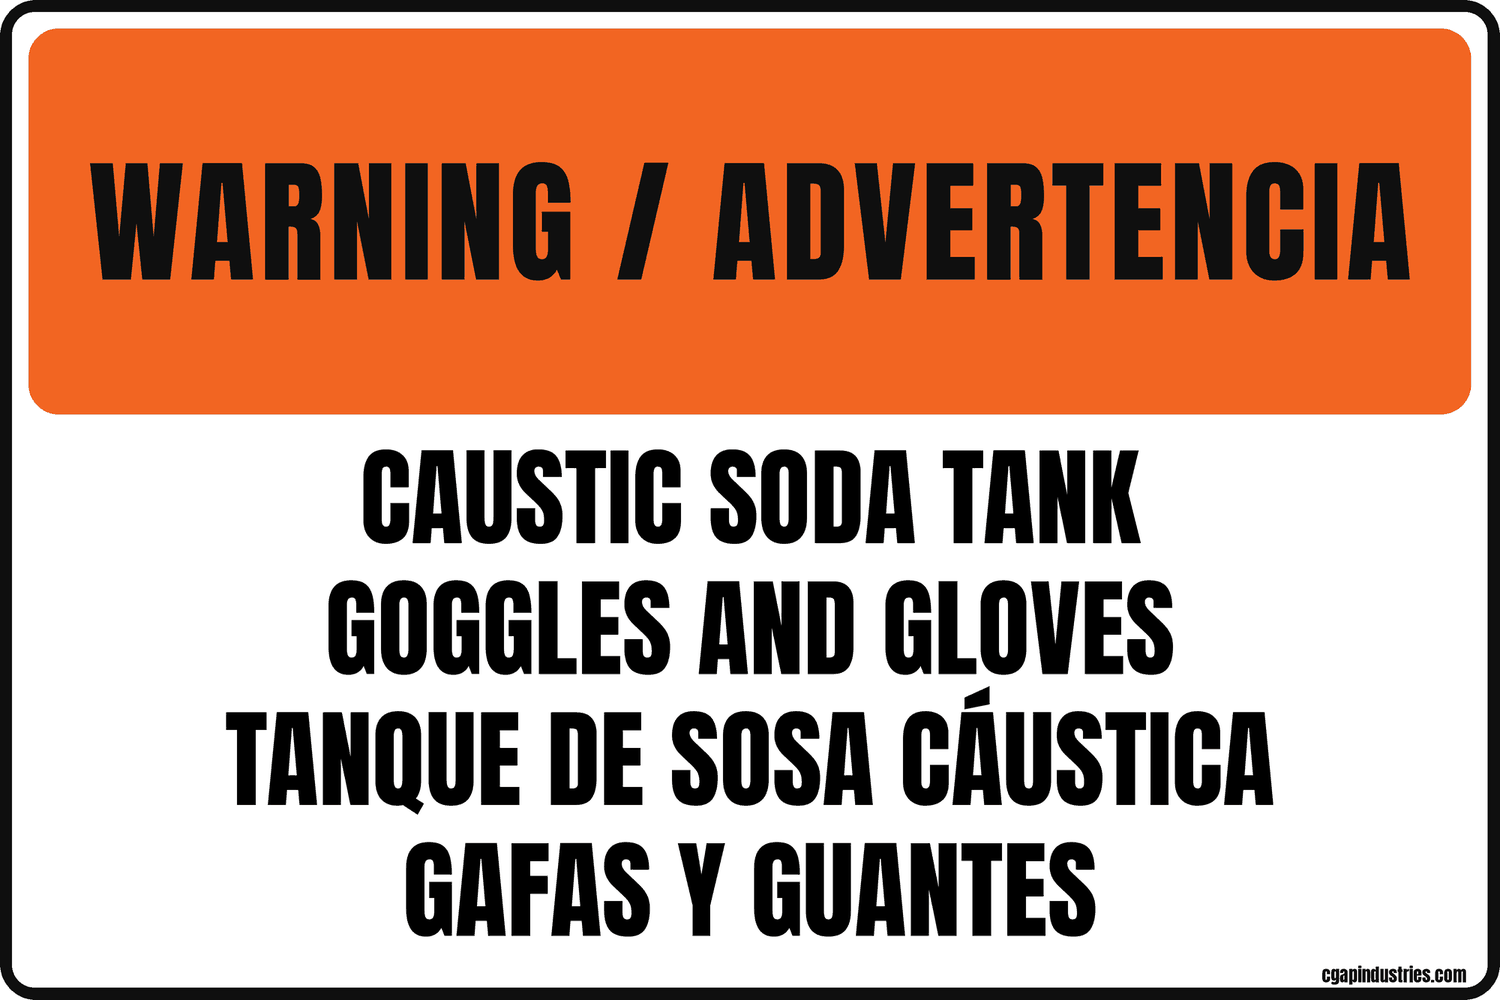 WARNING / ADVERTENCIA
CAUSTIC SODA TANK
GOGGLES AND GLOVES
TANQUE DE SOSA CÁUSTICA
GAFAS Y GUANTES
cgapindustries.com